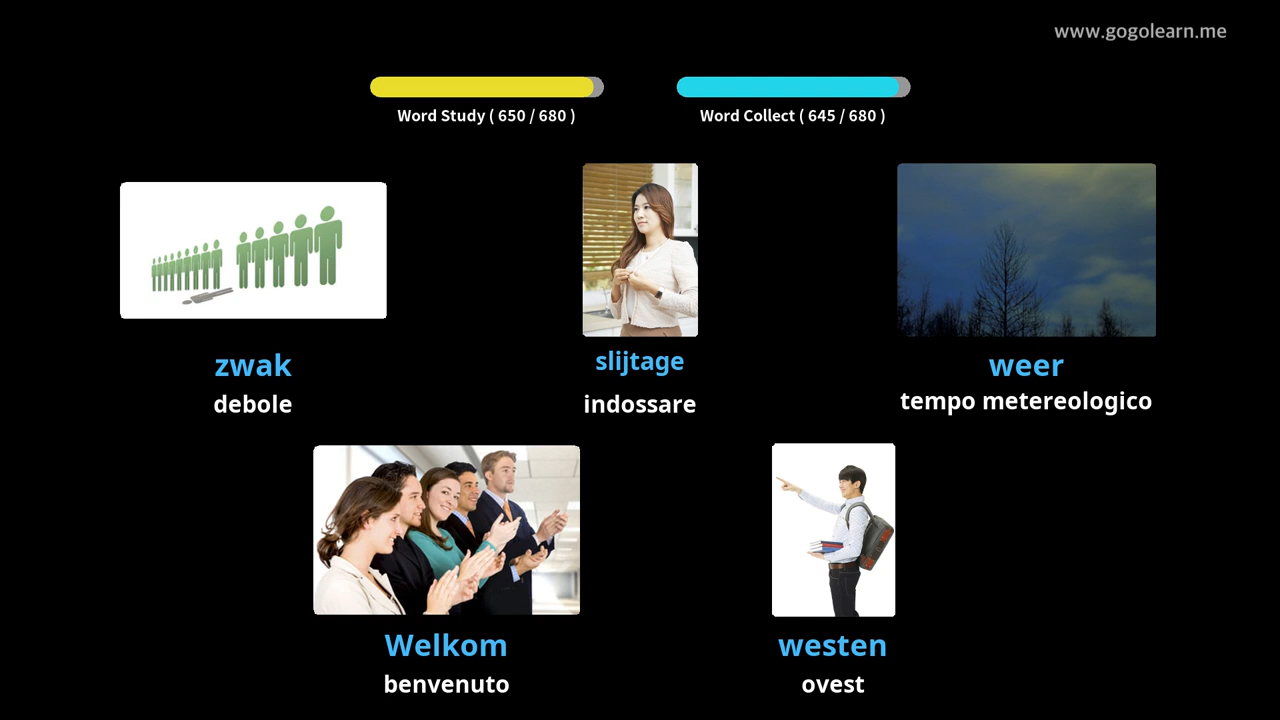 www.gogolearn.me
Word Study ( 650 / 680 )
Word Collect ( 645 / 680 )
zwak
debole
slijtage
indossare
weer
tempo metereologico
Welkom
benvenuto
westen
ovest